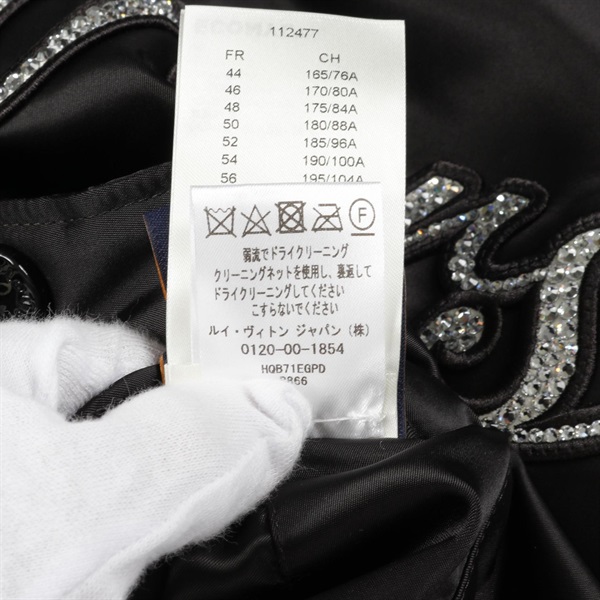 112477
FR CH
44 165/76A
46 170/80A
48 175/84A
50 180/88A
52 185/96A
54 190/100A
56 195/104A
F
弱流でドライクリーニング
クリーニングネットを使用し、裏返して
ドライクリーニングしてください
こすらないでください
ルイ・ヴィトン ジャパン (株)
0120-00-1854
HQB71EGPD